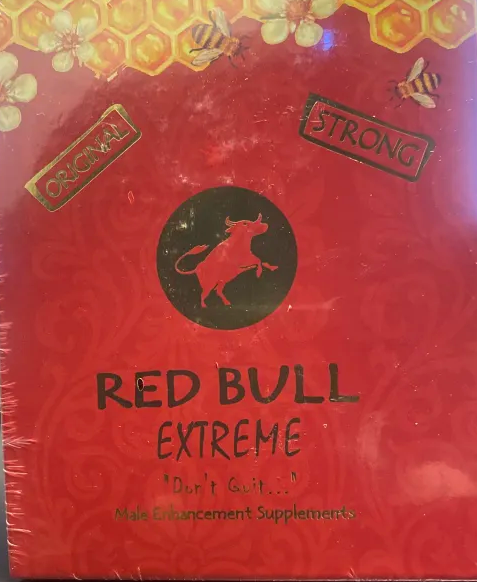 ORIGINAL
STRONG
RED BULL
EXTREME
"Don't Quit..."
Male Enhancement Supplements